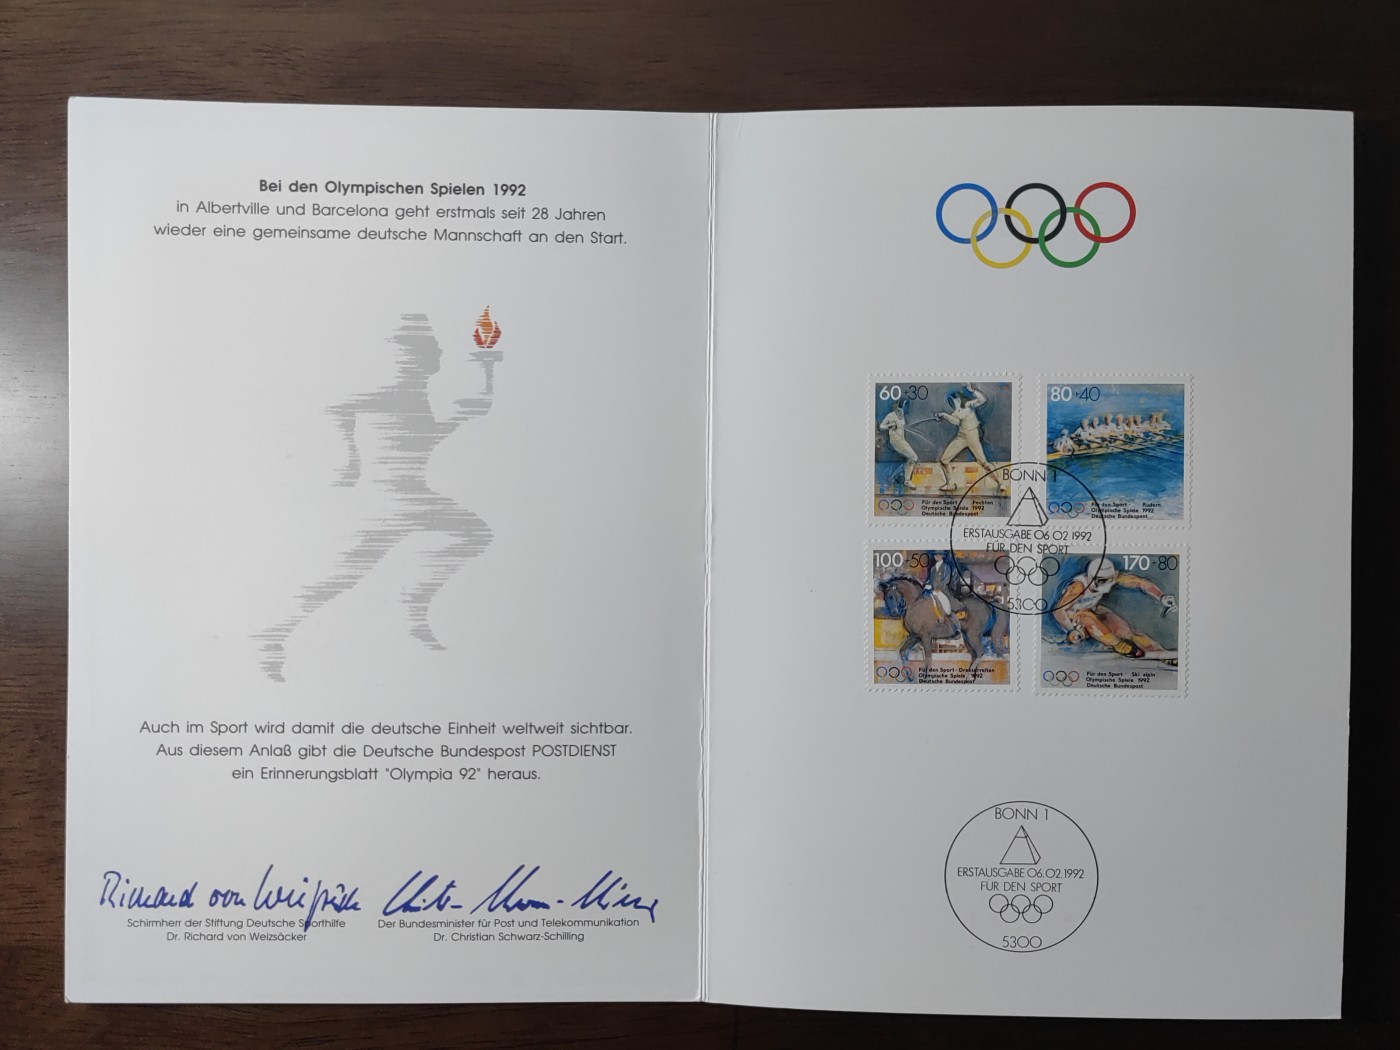 Bei den Olympischen Spielen 1992
in Albertville und Barcelona geht erstmals seit 28 Jahren
wieder eine gemeinsame deutsche Mannschaft an den Start.
Auch im Sport wird damit die deutsche Einheit weltweit sichtbar.
Aus diesem Anlaß gibt die Deutsche Bundespost POSTDIENST
ein Erinnerungsblatt "Olympia 92" heraus.
Richard von Weizsäcker
Schirmherr der Stiftung Deutsche Sporthilfe
Dr. Richard von Weizsäcker
Der Bundesminister für Post und Telekommunikation
Dr. Christian Schwarz-Schilling
60+30
Für den Sport · Fechten
Olympische Spiele 1992
Deutsche Bundespost
80+40
Für den Sport · Rudern
Olympische Spiele 1992
Deutsche Bundespost
BONN 1
ERSTAUSGABE 06.02.1992
FÜR DEN SPORT
5300
100+50
Für den Sport · Dressurreiten
Olympische Spiele 1992
Deutsche Bundespost
170+80
Für den Sport · Ski alpin
Olympische Spiele 1992
Deutsche Bundespost
BONN 1
ERSTAUSGABE 06.02.1992
FÜR DEN SPORT
5300